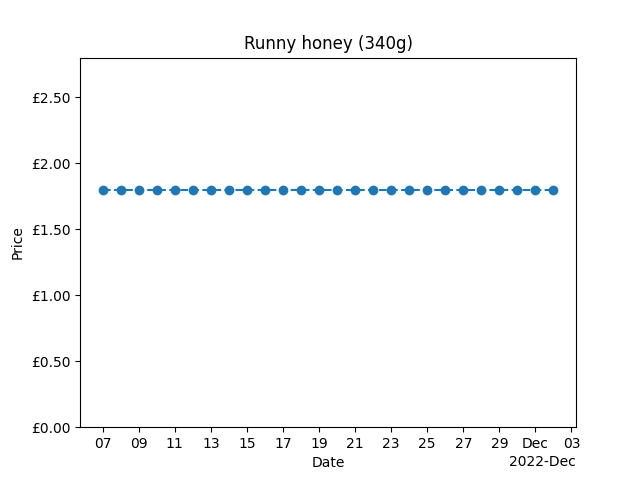 Runny honey (340g)
£2.50
£2.00
£1.50
£1.00
£0.50
£0.00
Price
07 09 11 13 15 17 19 21 23 25 27 29 Dec 03
Date
2022-Dec